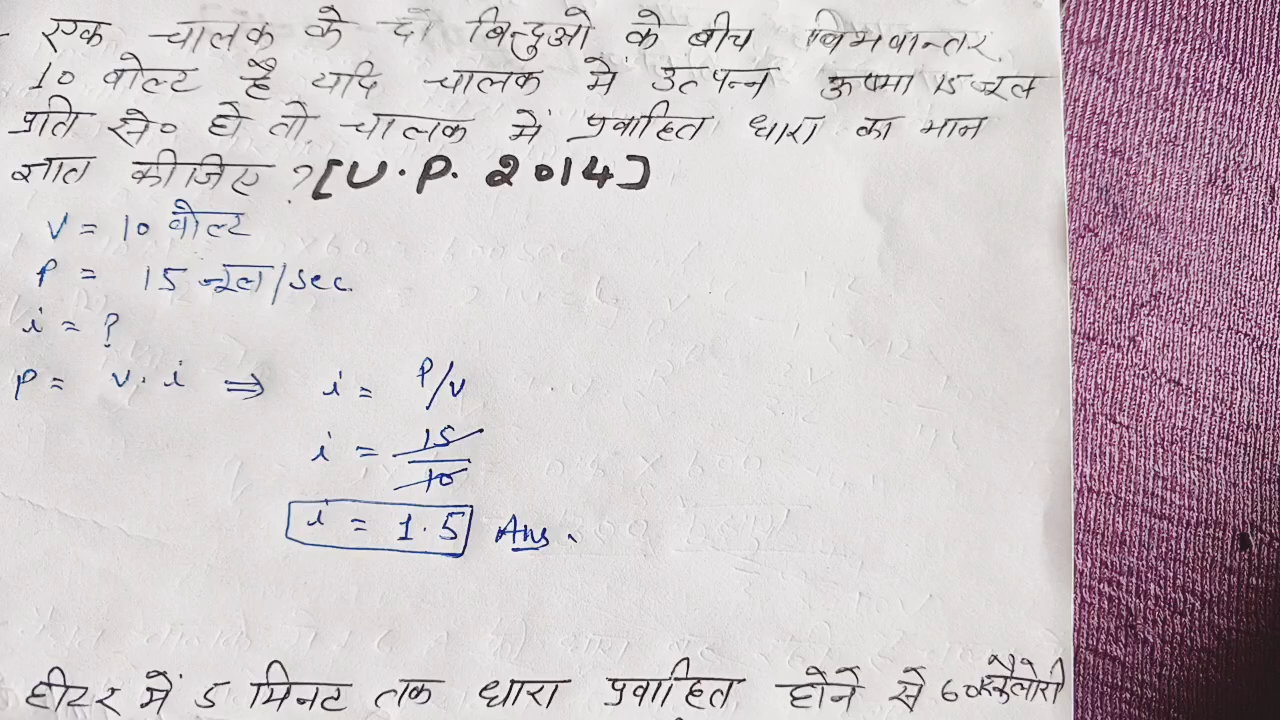 एक चालक के दो बिन्दुओ के बीच विभवान्तर
10 वोल्ट है यदि चालक में उत्पन्न ऊष्मा 15 जूल
प्रति से० हो तो चालक में प्रवाहित धारा का मान
ज्ञात कीजिए ? [U.P. 2014]
V = 10 वोल्ट
P = 15 जूल/sec
i = ?
P = V. i ⇒ i = P/V
i = 15/10
i = 1.5 Ans.
हीटर में 5 मिनट तक धारा प्रवाहित होने से 60 कैलोरी